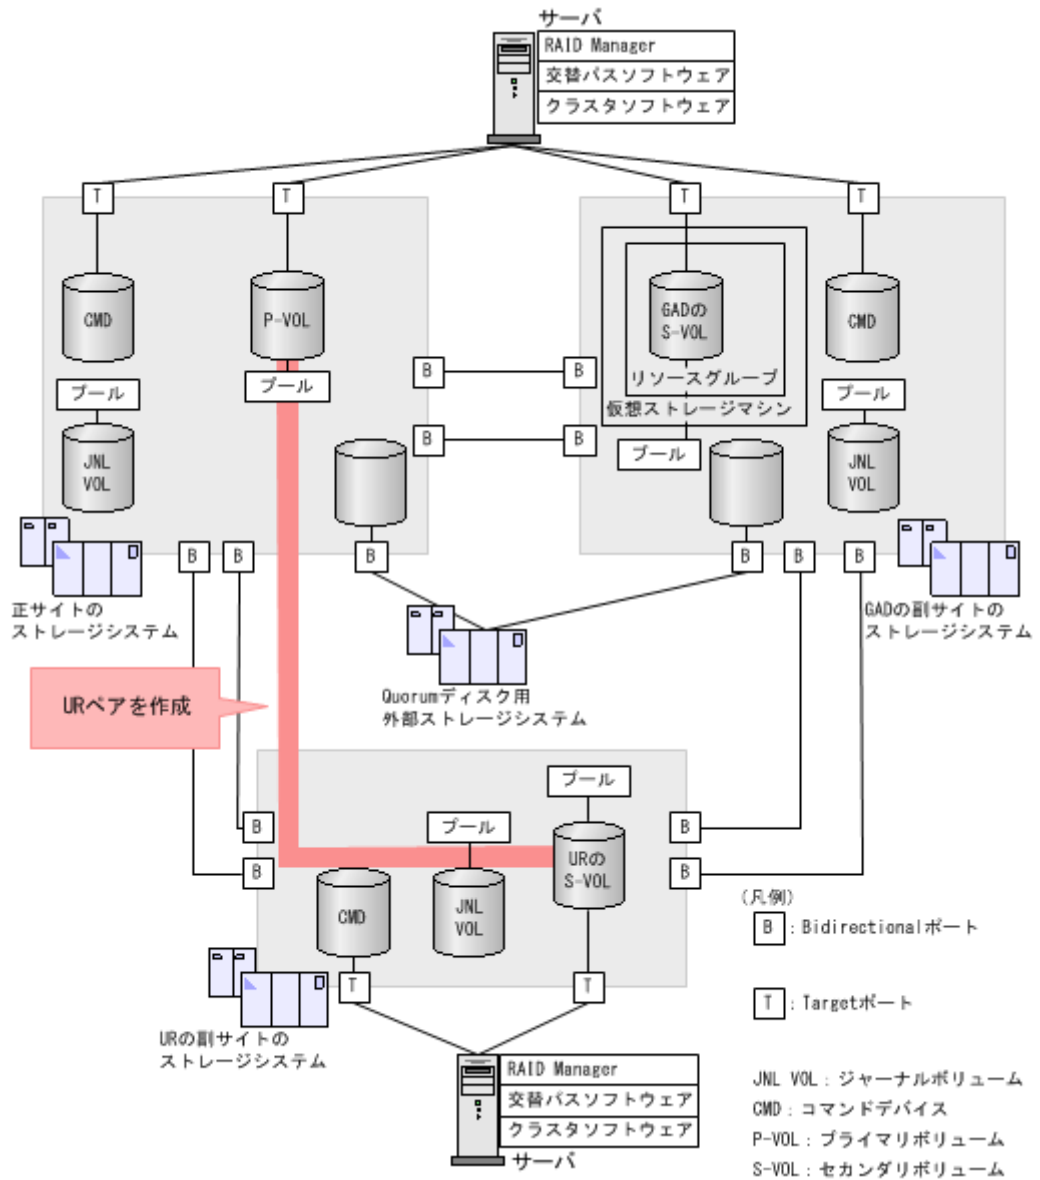 サーバ
RAID Manager
交替パスソフトウェア
クラスタソフトウェア
T
T
T
T
CMD
P-VOL
GADの
S-VOL
CMD
プール
プール
B
B
リソースグループ
プール
仮想ストレージマシン
JNL
VOL
B
B
プール
JNL
VOL
B
B
B
B
B
B
正サイトの
ストレージシステム
GADの副サイトの
ストレージシステム
Quorumディスク用
外部ストレージシステム
URペアを作成
プール
B
プール
B
URの
S-VOL
B
B
CMD
JNL
VOL
T
T
URの副サイトの
ストレージシステム
RAID Manager
交替パスソフトウェア
クラスタソフトウェア
サーバ
(凡例)
B : Bidirectionalポート
T : Targetポート
JNL VOL : ジャーナルボリューム
CMD : コマンドデバイス
P-VOL : プライマリボリューム
S-VOL : セカンダリボリューム